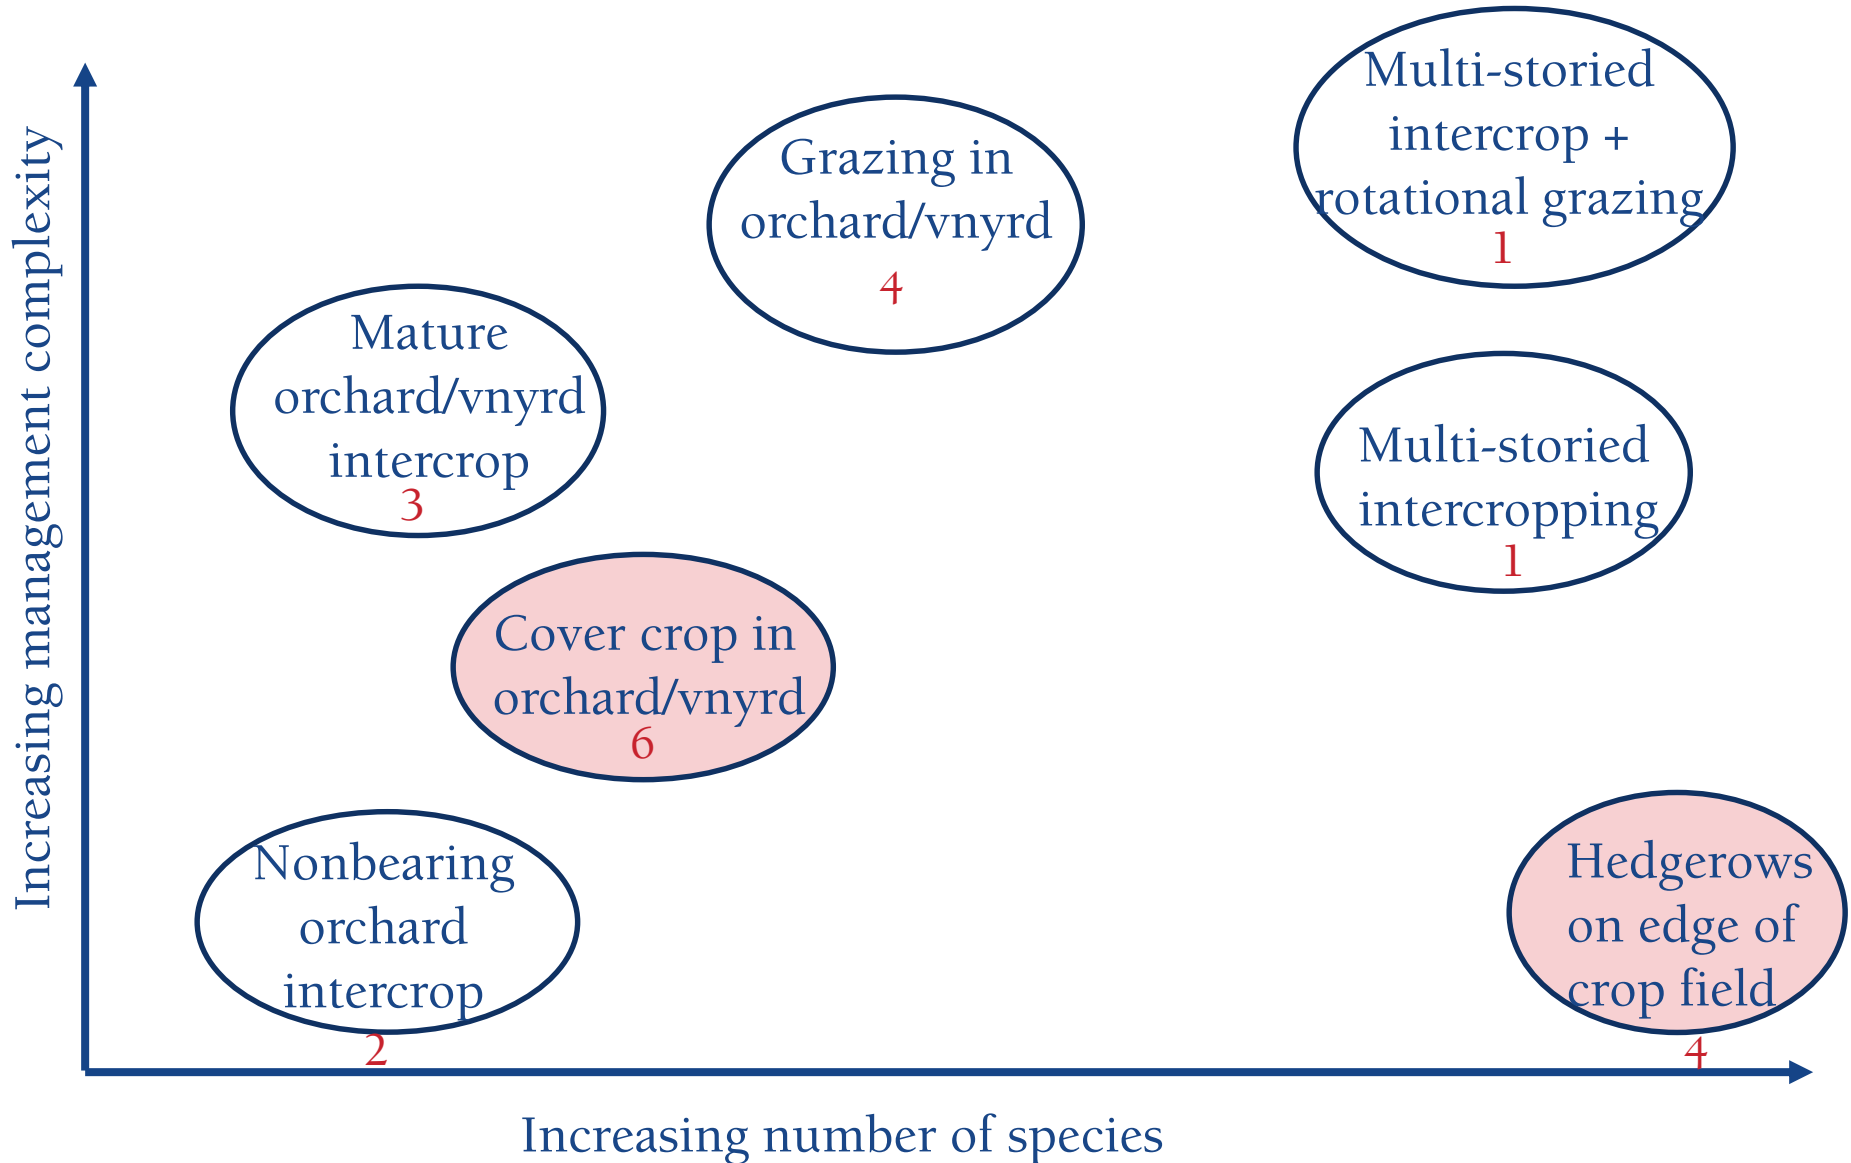 Increasing management complexity
Multi-storied
intercrop +
rotational grazing
1
Grazing in
orchard/vnyrd
4
Mature
orchard/vnyrd
intercrop
3
Multi-storied
intercropping
1
Cover crop in
orchard/vnyrd
6
Nonbearing
orchard
intercrop
2
Hedgerows
on edge of
crop field
4
Increasing number of species